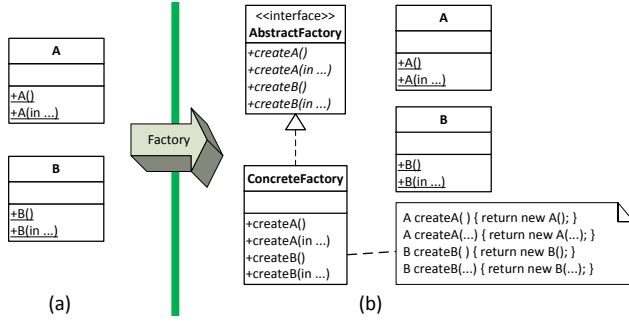 A
+A()
+A(in ...)
B
+B()
+B(in ...)
(a)
Factory
<<interface>>
AbstractFactory
+createA()
+createA(in ...)
+createB()
+createB(in ...)
ConcreteFactory
+createA()
+createA(in ...)
+createB()
+createB(in ...)
A
+A()
+A(in ...)
B
+B()
+B(in ...)
A createA( ) { return new A(); }
A createA(...) { return new A(...); }
B createB( ) { return new B(); }
B createB(...) { return new B(...); }
(b)